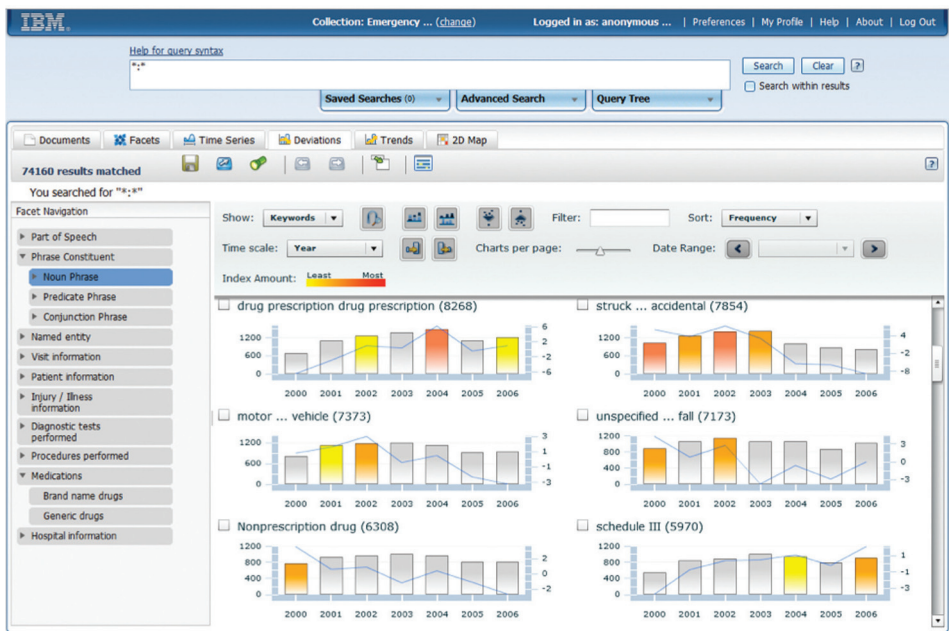 IBM.
Collection: Emergency ... (change) Logged in as: anonymous ... | Preferences | My Profile | Help | About | Log Out
Help for query syntax
*:*
Search Clear ?
Search within results
Saved Searches (0) Advanced Search Query Tree
Documents Facets Time Series Deviations Trends 2D Map
74160 results matched ?
You searched for "*:*"
Facet Navigation
Part of Speech
Phrase Constituent
Noun Phrase
Predicate Phrase
Conjunction Phrase
Named entity
Visit information
Patient information
Injury / Illness
information
Diagnostic tests
performed
Procedures performed
Medications
Brand name drugs
Generic drugs
Hospital information
Show: Keywords Filter: Sort: Frequency
Time scale: Year Charts per page: Date Range:
Index Amount: Least Most
drug prescription drug prescription (8268)
1200 6
600 2
0 -2
-6
2000 2001 2002 2003 2004 2005 2006
struck ... accidental (7854)
1200 4
600 -2
0 -8
2000 2001 2002 2003 2004 2005 2006
motor ... vehicle (7373)
1200 3
600 1
0 -1
-3
2000 2001 2002 2003 2004 2005 2006
unspecified ... fall (7173)
1200 3
800 0
400 -3
0
2000 2001 2002 2003 2004 2005 2006
Nonprescription drug (6308)
1200 2
800 0
400 -2
0
2000 2001 2002 2003 2004 2005 2006
schedule III (5970)
1200 1
800 -1
400 -3
0
2000 2001 2002 2003 2004 2005 2006